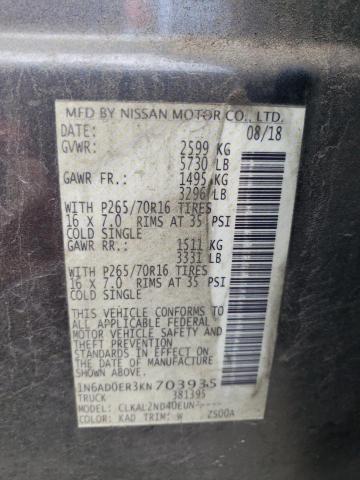 MFD BY NISSAN MOTOR CO., LTD.
DATE: 08/18
GVWR: 2599 KG
5730 LB
GAWR FR.: 1495 KG
3296 LB
W/P265/70R16 TIRES
16 X 7.0 RIMS AT 35 PSI
COLD SINGLE
GAWR RR.: 1511 KG
3331 LB
W/P265/70R16 TIRES
16 X 7.0 RIMS AT 35 PSI
COLD SINGLE
THIS VEHICLE CONFORMS TO
ALL APPLICABLE FEDERAL
MOTOR VEHICLE SAFETY AND
THEFT PREVENTION
STANDARDS IN EFFECT ON
THE DATE OF MANUFACTURE
SHOWN ABOVE.
1N6AD0ER3KN703935
TRUCK 381395
MODEL:
COLOR: KAD TRIM: W 2S00A